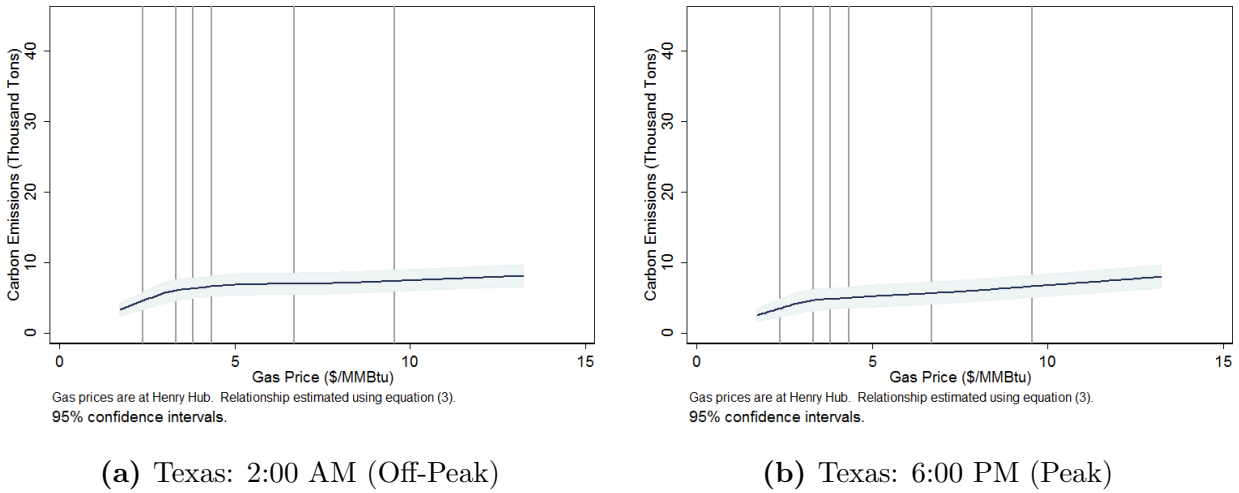 Carbon Emissions (Thousand Tons)
40
30
20
10
0
0 5 10 15
Gas Price ($/MMBtu)
Gas prices are at Henry Hub. Relationship estimated using equation (3).
95% confidence intervals.
(a) Texas: 2:00 AM (Off-Peak)
Carbon Emissions (Thousand Tons)
40
30
20
10
0
0 5 10 15
Gas Price ($/MMBtu)
Gas prices are at Henry Hub. Relationship estimated using equation (3).
95% confidence intervals.
(b) Texas: 6:00 PM (Peak)